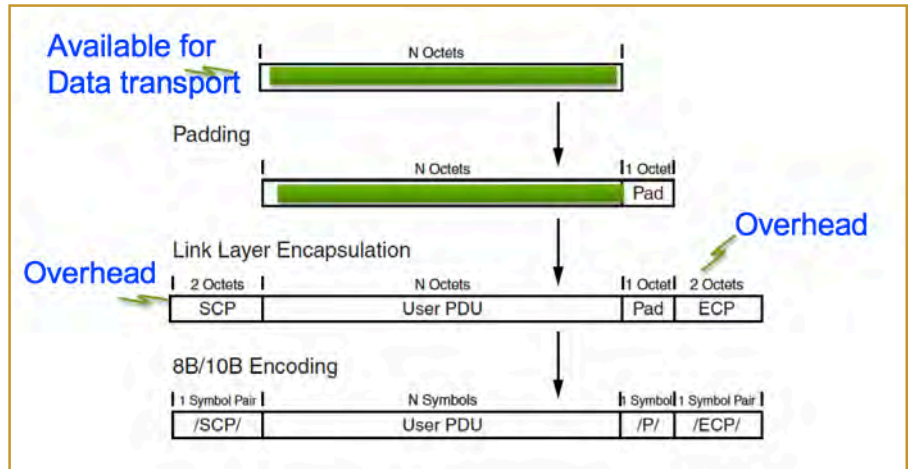 Available for
Data transport
N Octets
Padding
N Octets
1 Octet
Pad
Link Layer Encapsulation
Overhead
Overhead
2 Octets
N Octets
1 Octet
2 Octets
SCP
User PDU
Pad
ECP
8B/10B Encoding
1 Symbol Pair
N Symbols
1 Symbol
1 Symbol Pair
/SCP/
User PDU
/P/
/ECP/